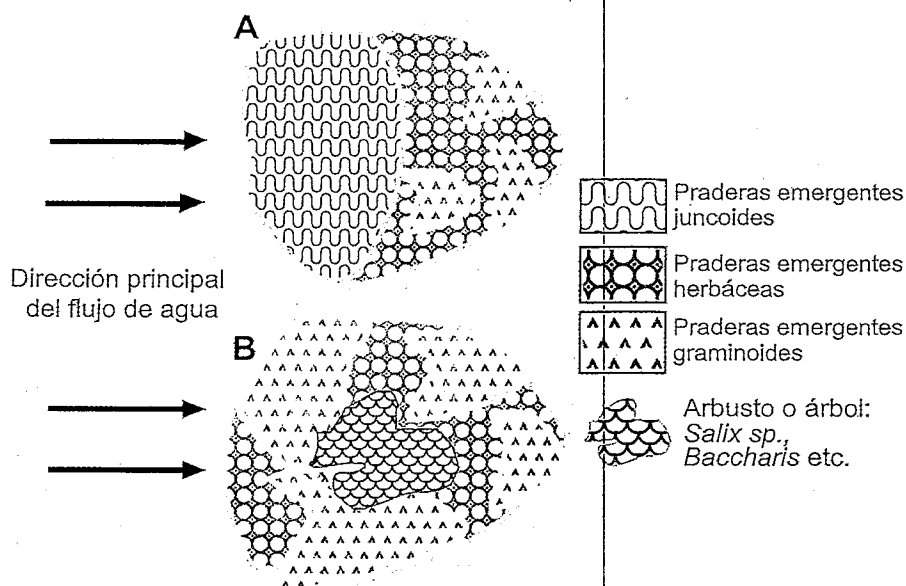 A
Dirección principal
del flujo de agua
B
Praderas emergentes
juncoides
Praderas emergentes
herbáceas
Praderas emergentes
graminoides
Arbusto o árbol:
Salix sp.,
Baccharis etc.